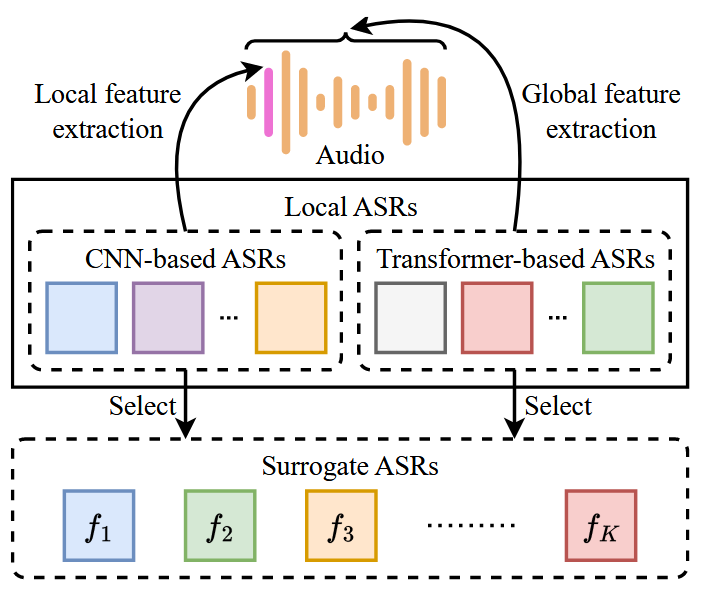 Local feature
extraction
Global feature
extraction
Audio
Local ASRs
CNN-based ASRs
Transformer-based ASRs
...
...
Select
Select
Surrogate ASRs
f1
f2
f3
.........
fK